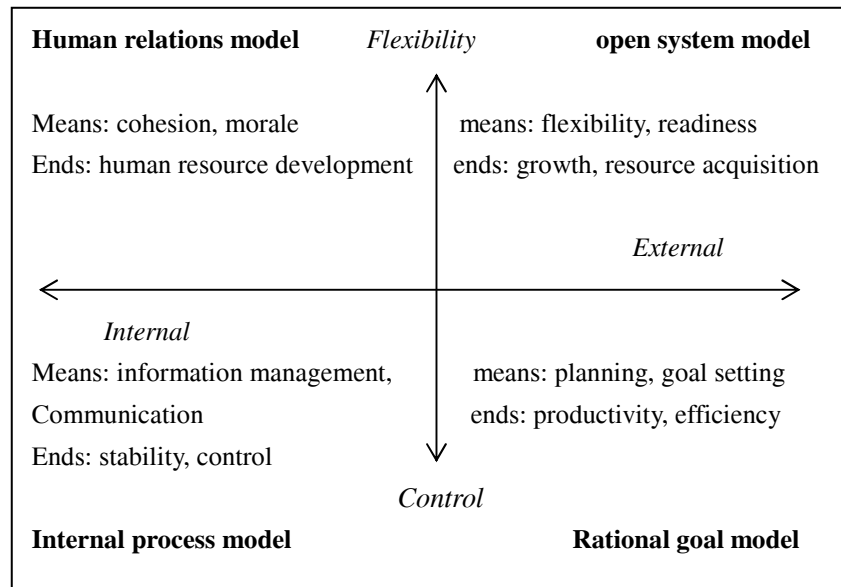 Human relations model Flexibility open system model
Means: cohesion, morale means: flexibility, readiness
Ends: human resource development ends: growth, resource acquisition
External
Internal
Means: information management, means: planning, goal setting
Communication ends: productivity, efficiency
Ends: stability, control
Control
Internal process model Rational goal model